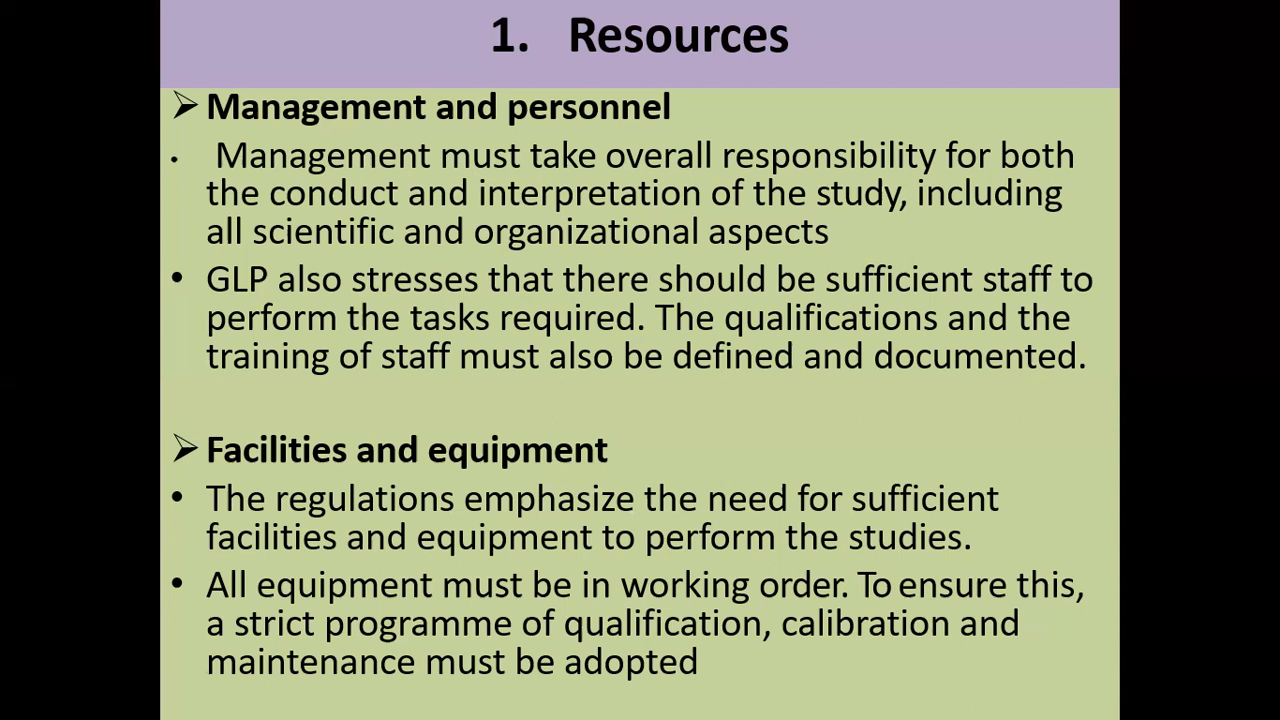 1. Resources
➢ Management and personnel
• Management must take overall responsibility for both
the conduct and interpretation of the study, including
all scientific and organizational aspects
• GLP also stresses that there should be sufficient staff to
perform the tasks required. The qualifications and the
training of staff must also be defined and documented.
➢ Facilities and equipment
• The regulations emphasize the need for sufficient
facilities and equipment to perform the studies.
• All equipment must be in working order. To ensure this,
a strict programme of qualification, calibration and
maintenance must be adopted